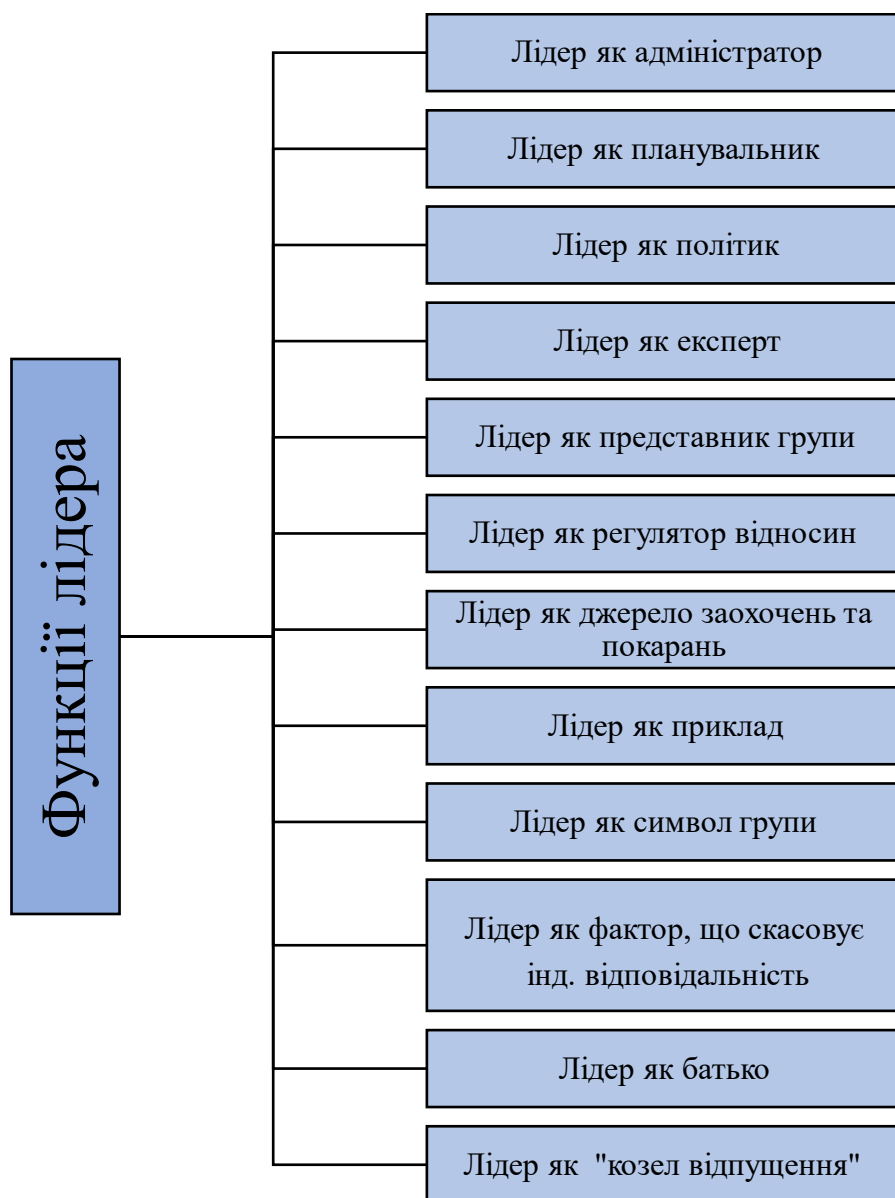 Функції лідера
Лідер як адміністратор
Лідер як планувальник
Лідер як політик
Лідер як експерт
Лідер як представник групи
Лідер як регулятор відносин
Лідер як джерело заохочень та
покарань
Лідер як приклад
Лідер як символ групи
Лідер як фактор, що скасовує
інд. відповідальність
Лідер як батько
Лідер як "козел відпущення"